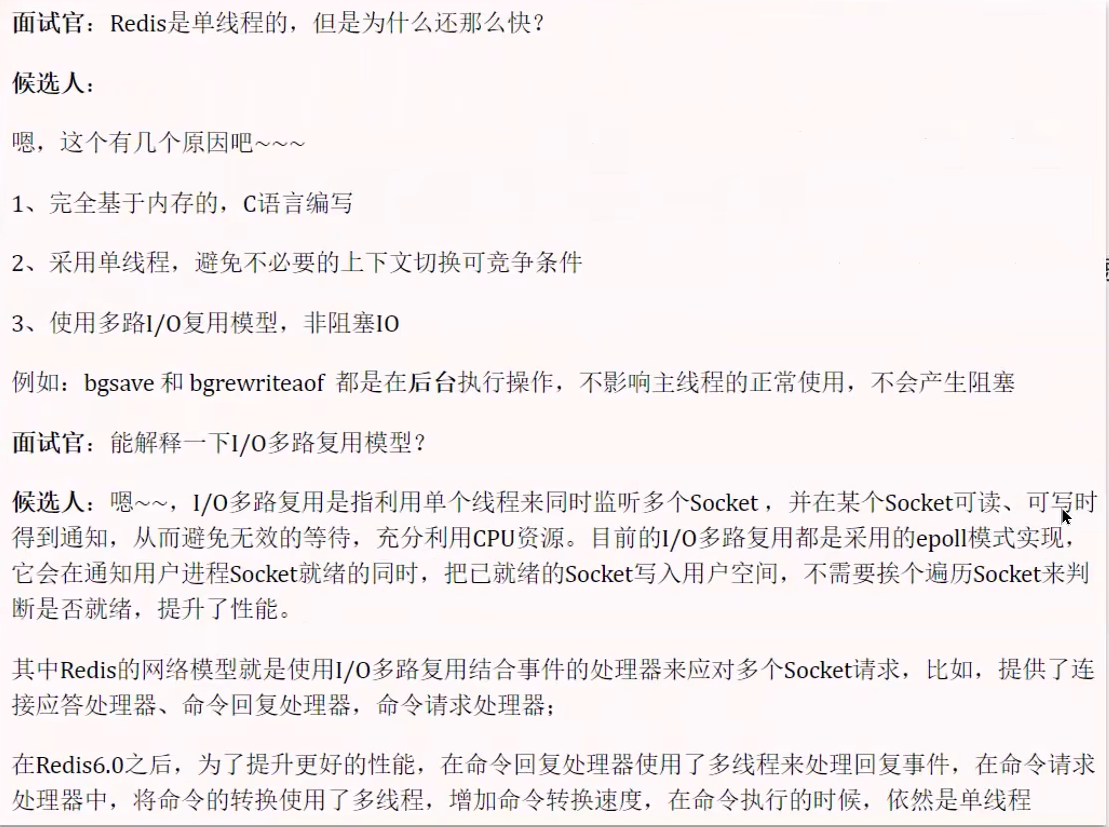 面试官：Redis是单线程的，但是为什么还那么快？
候选人：
嗯，这个有几个原因吧~~~
1、完全基于内存的，C语言编写
2、采用单线程，避免不必要的上下文切换可竞争条件
3、使用多路I/O复用模型，非阻塞IO
例如：bgsave 和 bgrewriteaof 都是在后台执行操作，不影响主线程的正常使用，不会产生阻塞
面试官：能解释一下I/O多路复用模型？
候选人：嗯~~，I/O多路复用是指利用单个线程来同时监听多个Socket ，并在某个Socket可读、可写时
得到通知，从而避免无效的等待，充分利用CPU资源。目前的I/O多路复用都是采用的epoll模式实现，
它会在通知用户进程Socket就绪的同时，把已就绪的Socket写入用户空间，不需要挨个遍历Socket来判
断是否就绪，提升了性能。
其中Redis的网络模型就是使用I/O多路复用结合事件的处理器来应对多个Socket请求，比如，提供了连
接应答处理器、命令回复处理器，命令请求处理器；
在Redis6.0之后，为了提升更好的性能，在命令回复处理器使用了多线程来处理回复事件，在命令请求
处理器中，将命令的转换使用了多线程，增加命令转换速度，在命令执行的时候，依然是单线程